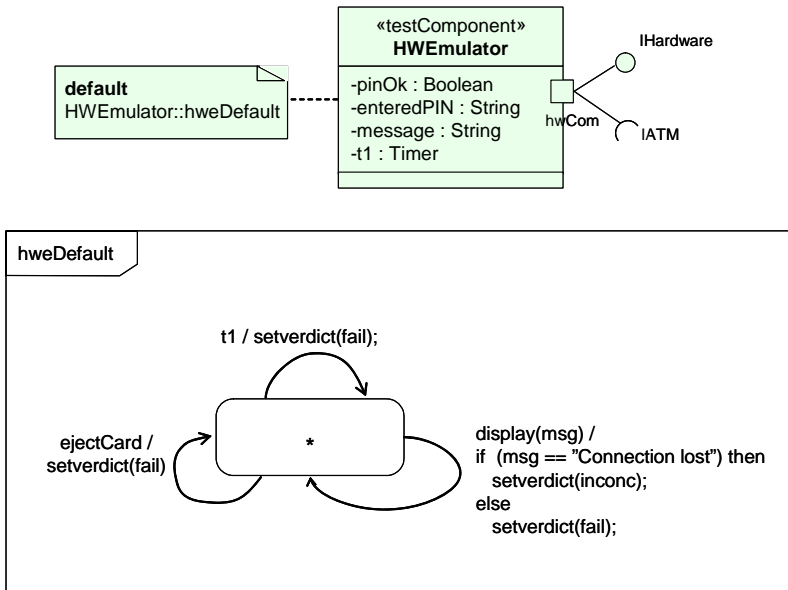 «testComponent»
HWEmulator
IHardware
default
HWEmulator::hweDefault
-pinOk : Boolean
-enteredPIN : String
-message : String
-t1 : Timer
hwCom
IATM
hweDefault
t1 / setverdict(fail);
ejectCard /
setverdict(fail)
*
display(msg) /
if (msg == "Connection lost") then
setverdict(inconc);
else
setverdict(fail);